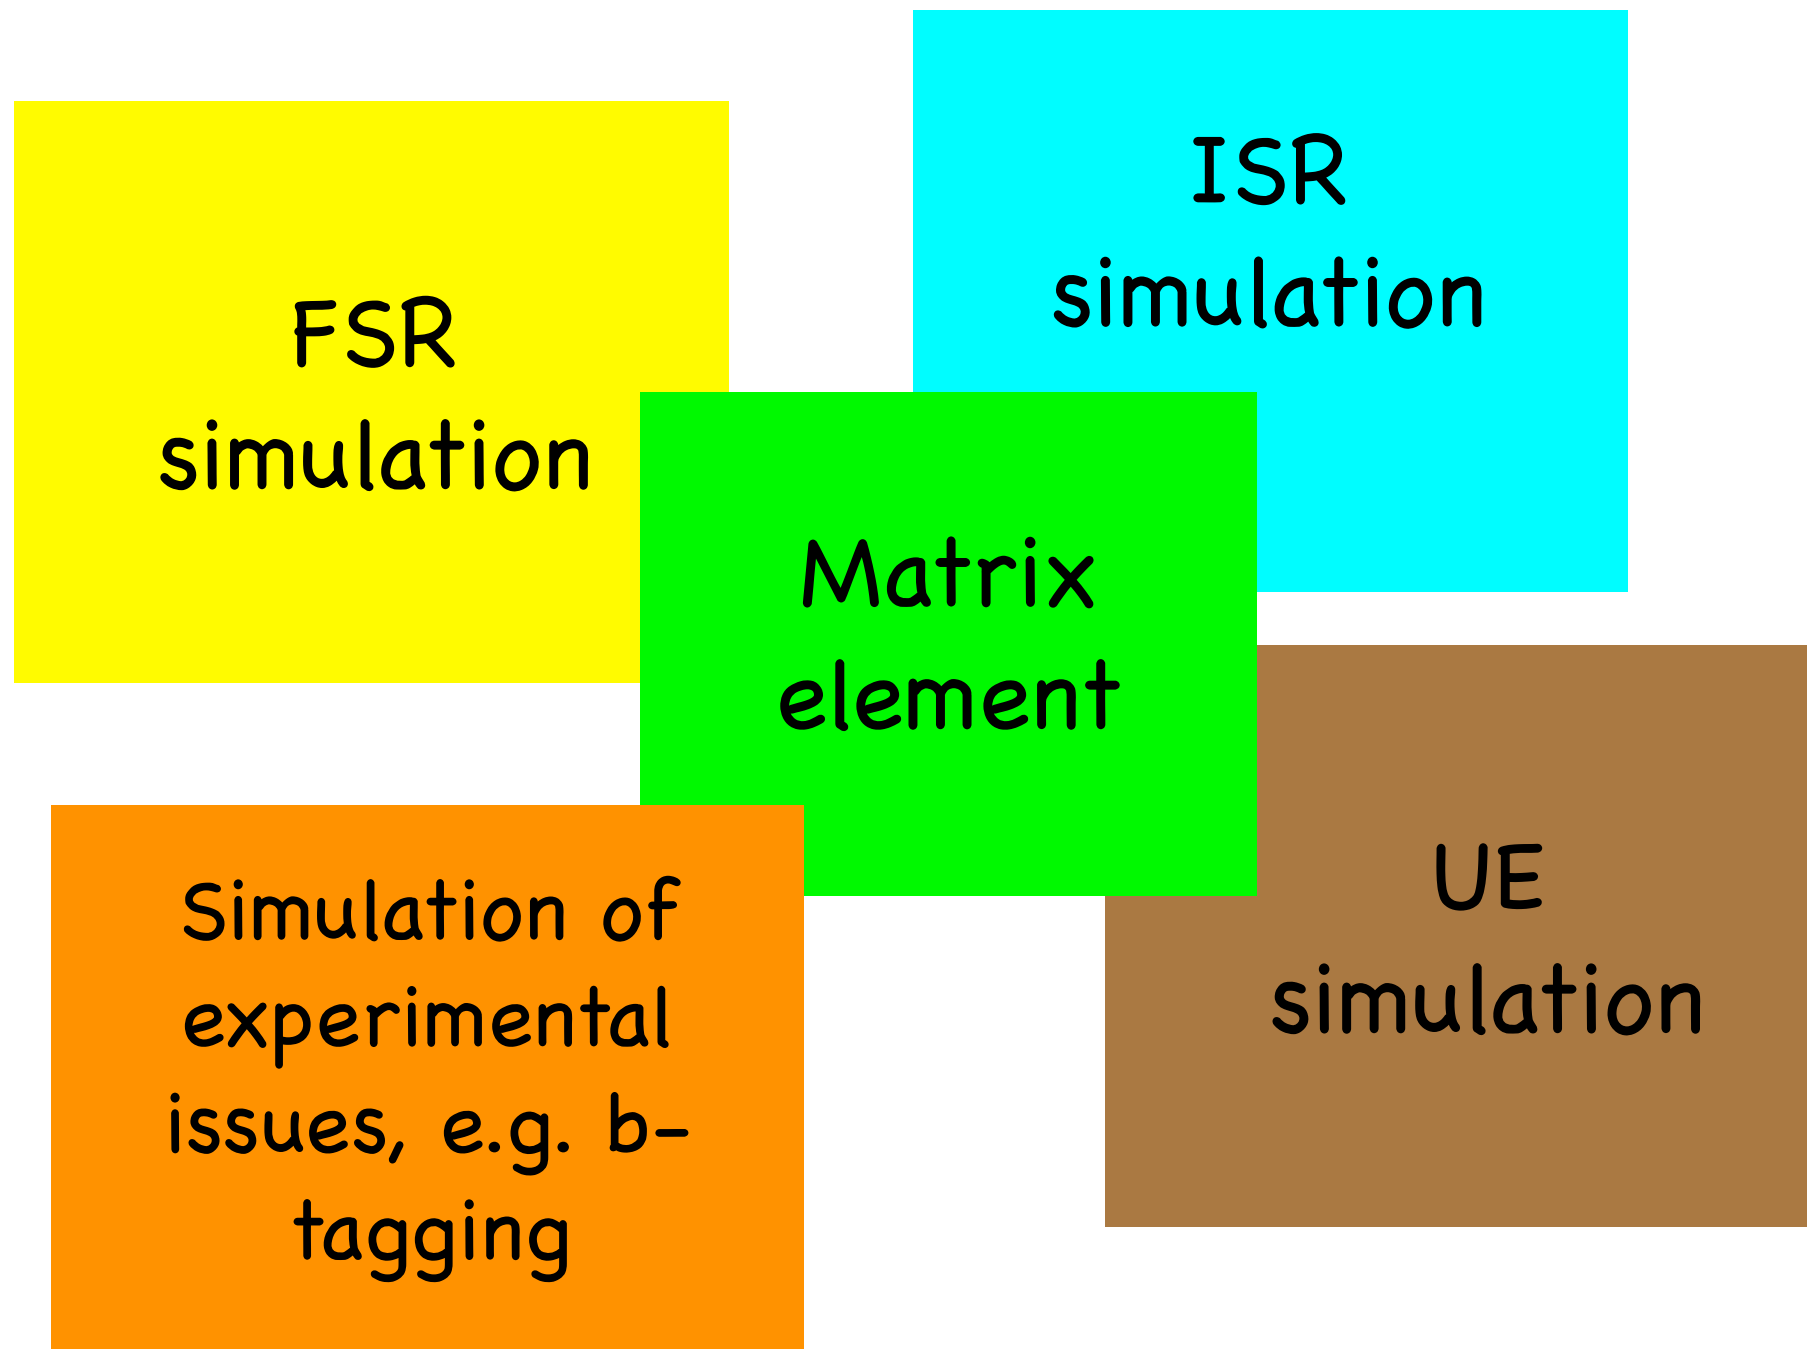 FSR
simulation
ISR
simulation
Matrix
element
Simulation of
experimental
issues, e.g. b-
tagging
UE
simulation